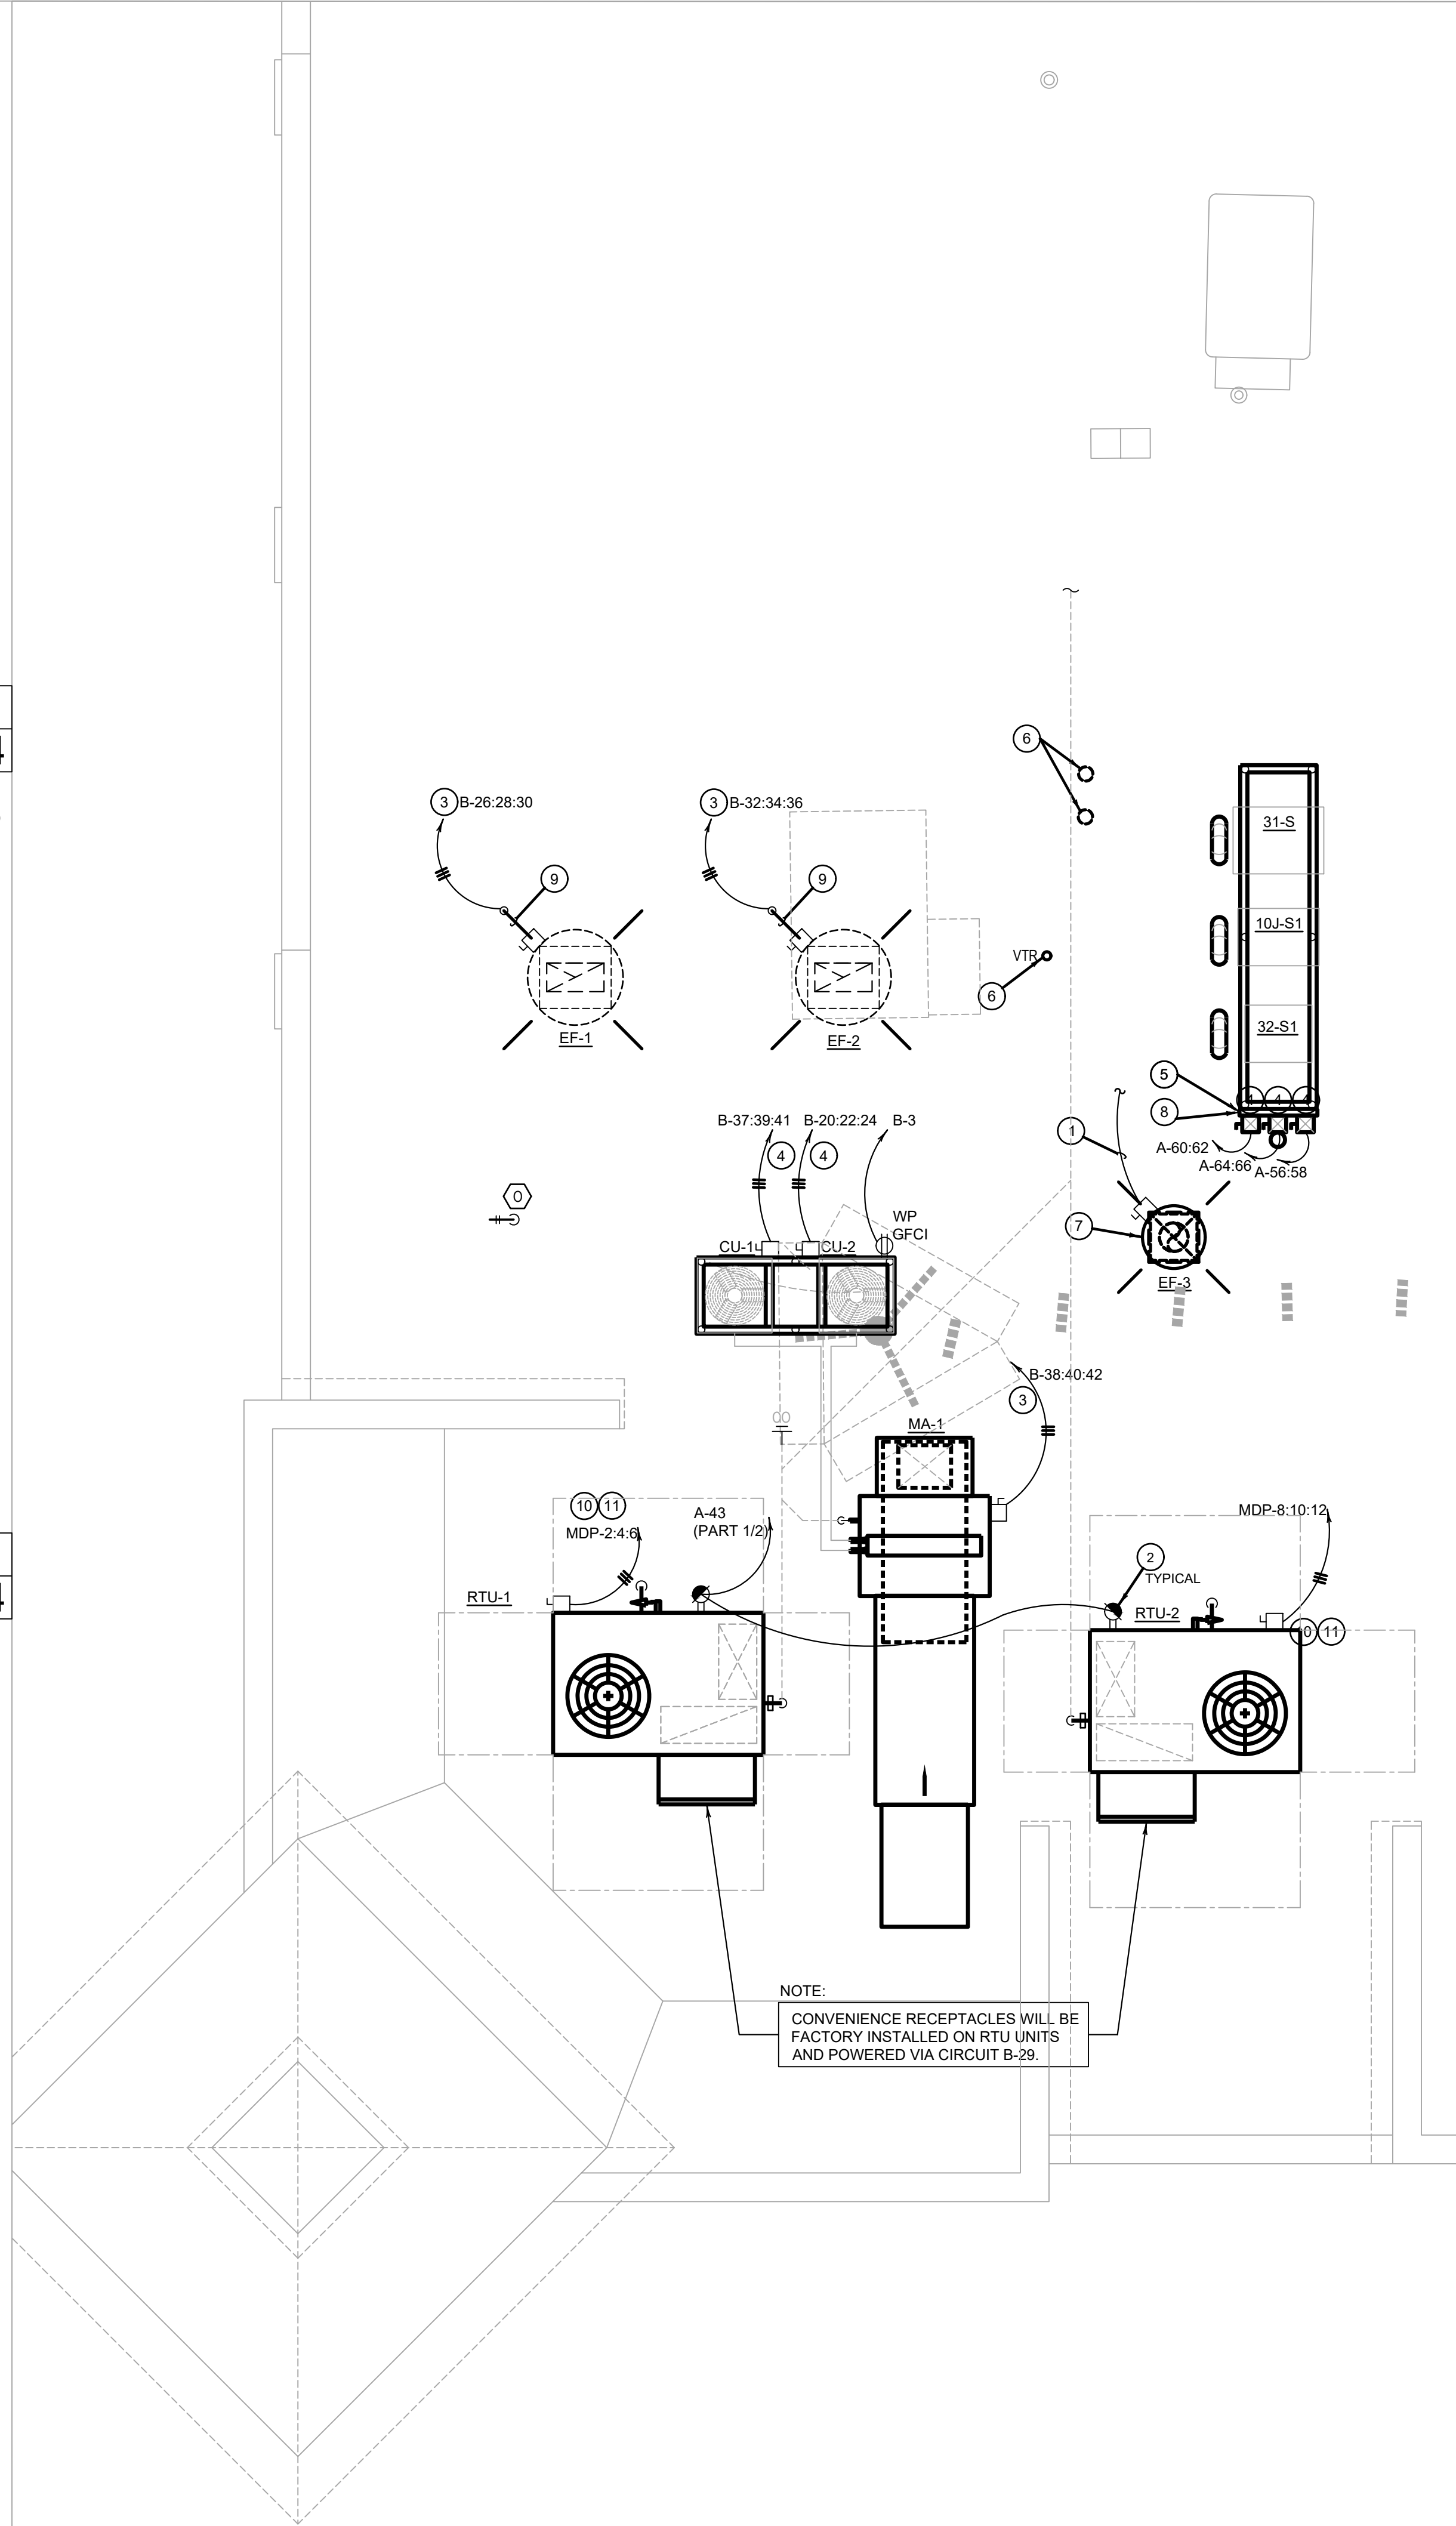 6
3 B-26:28:30
3 B-32:34:36
31-S
9
9
10J-S1
VTR
6
32-S1
EF-1
EF-2
5
8
4
B-37:39:41
B-20:22:24
B-3
4
4
1
A-60:62
A-64:66
A-56:58
O
WP
GFCI
7
CU-1
CU-2
EF-3
B-38:40:42
3
MA-1
10 11
MDP-2:4:6
A-43
(PART 1/2)
MDP-8:10:12
2
TYPICAL
RTU-1
RTU-2
11
NOTE:
CONVENIENCE RECEPTACLES WILL BE
FACTORY INSTALLED ON RTU UNITS
AND POWERED VIA CIRCUIT B-29.